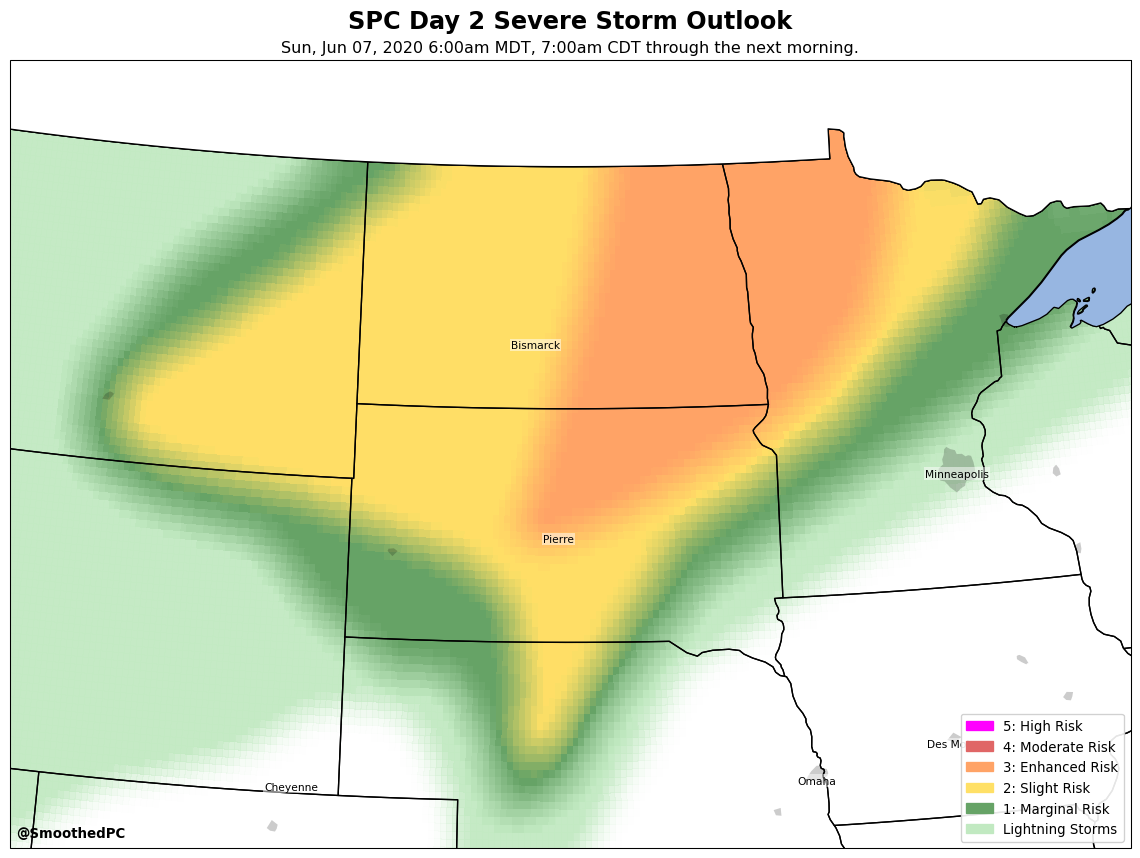 SPC Day 2 Severe Storm Outlook
Sun, Jun 07, 2020 6:00am MDT, 7:00am CDT through the next morning.
Bismarck
Minneapolis
Pierre
Des Mo
Omaha
Cheyenne
5: High Risk
4: Moderate Risk
3: Enhanced Risk
2: Slight Risk
1: Marginal Risk
Lightning Storms
@SmoothedPC